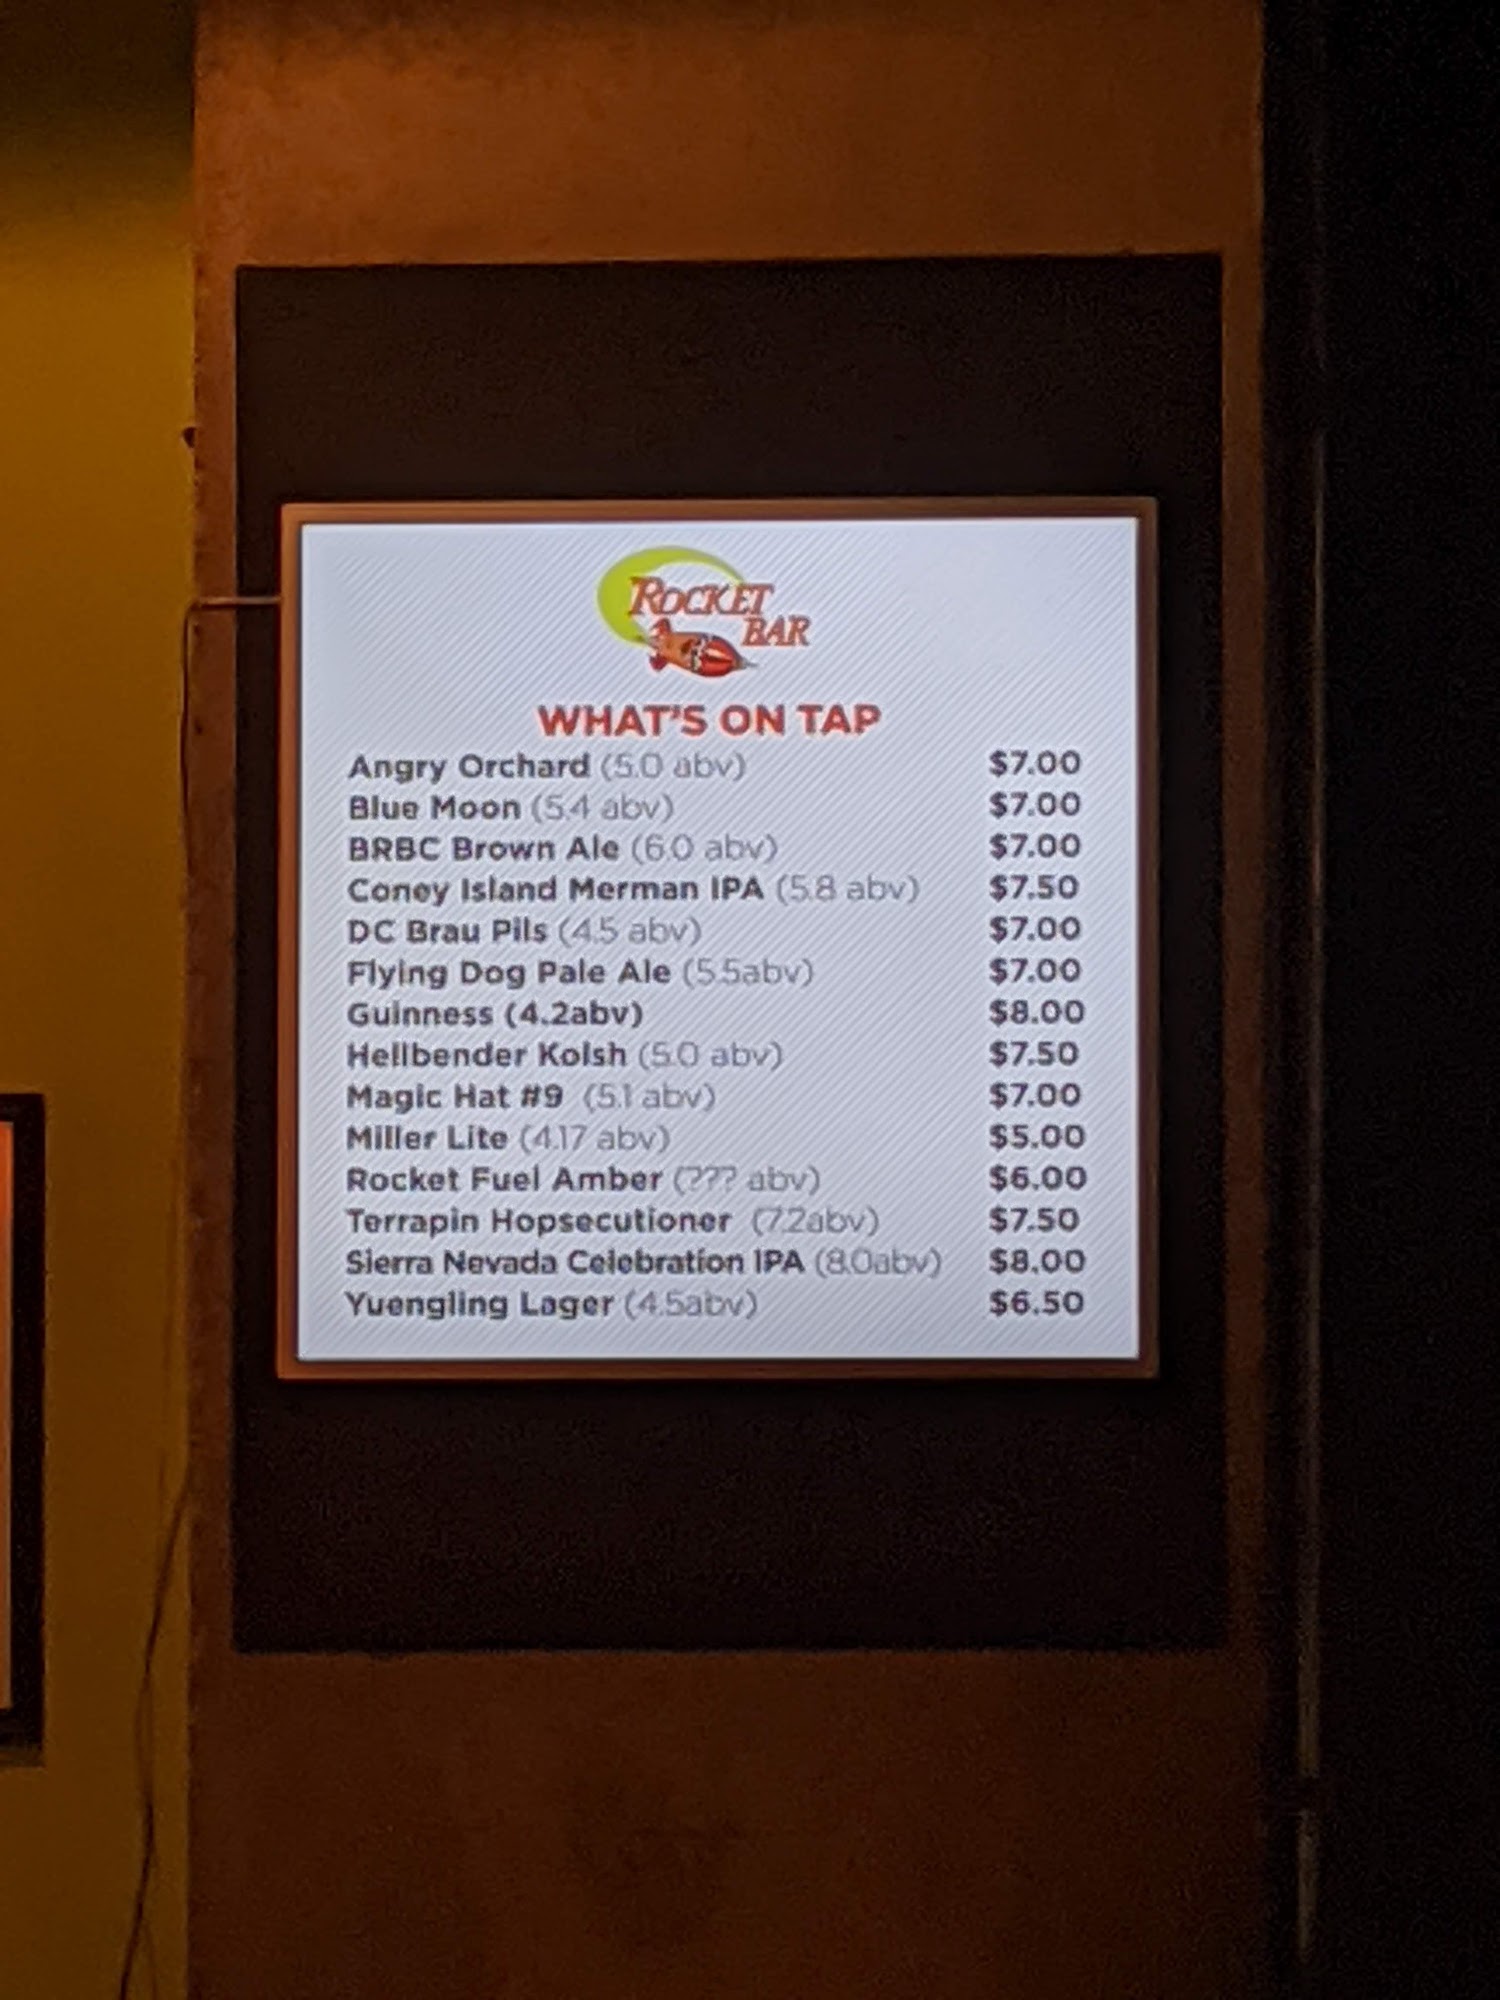 ROCKET
BAR
WHAT'S ON TAP
Angry Orchard (5.0 abv) $7.00
Blue Moon (5.4 abv) $7.00
BRBC Brown Ale (6.0 abv) $7.00
Coney Island Merman IPA (5.8 abv) $7.50
DC Brau Pils (4.5 abv) $7.00
Flying Dog Pale Ale (5.5abv) $7.00
Guinness (4.2abv) $8.00
Hellbender Kolsh (5.0 abv) $7.50
Magic Hat #9 (5.1 abv) $7.00
Miller Lite (4.17 abv) $5.00
Rocket Fuel Amber (??? abv) $6.00
Terrapin Hopsecutioner (7.2abv) $7.50
Sierra Nevada Celebration IPA (8.0abv) $8.00
Yuengling Lager (4.5abv) $6.50